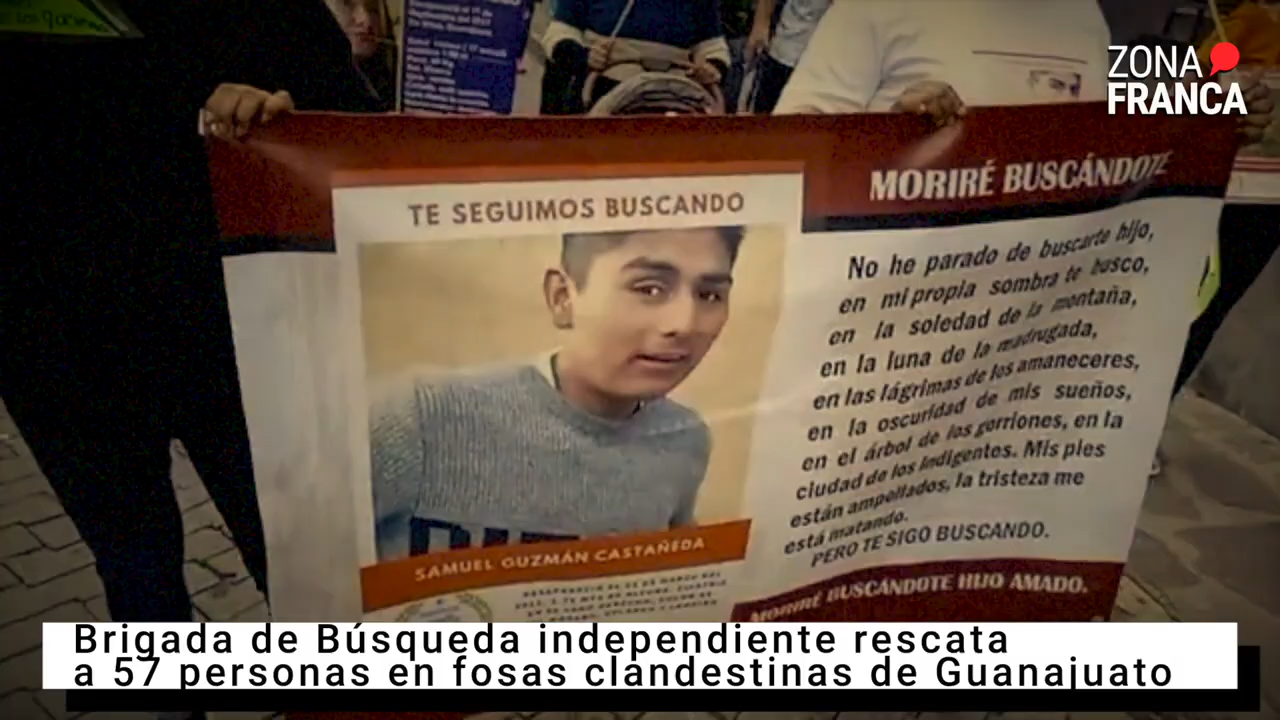 ZONA
FRANCA
TE SEGUIMOS BUSCANDO
SAMUEL GUZMÁN CASTAÑEDA
MORIRÉ BUSCÁNDOTE
No he parado de buscarte hijo,
en mi propia sombra te busco,
en la soledad de la montaña,
en la luna de la madrugada,
en las lágrimas de los amaneceres,
en la oscuridad de mis sueños,
en el árbol de los gorriones, en la
ciudad de los indigentes. Mis pies
están ampollados, la tristeza me
está matando.
PERO TE SIGO BUSCANDO.
MORIRÉ BUSCÁNDOTE HIJO AMADO.
Brigada de Búsqueda independiente rescata
a 57 personas en fosas clandestinas de Guanajuato